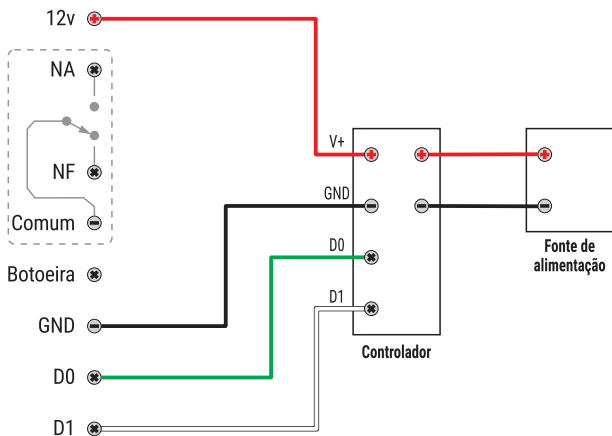 12v
NA
NF
Comum
Botoeira
GND
D0
D1
V+
GND
D0
D1
Controlador
Fonte de
alimentação